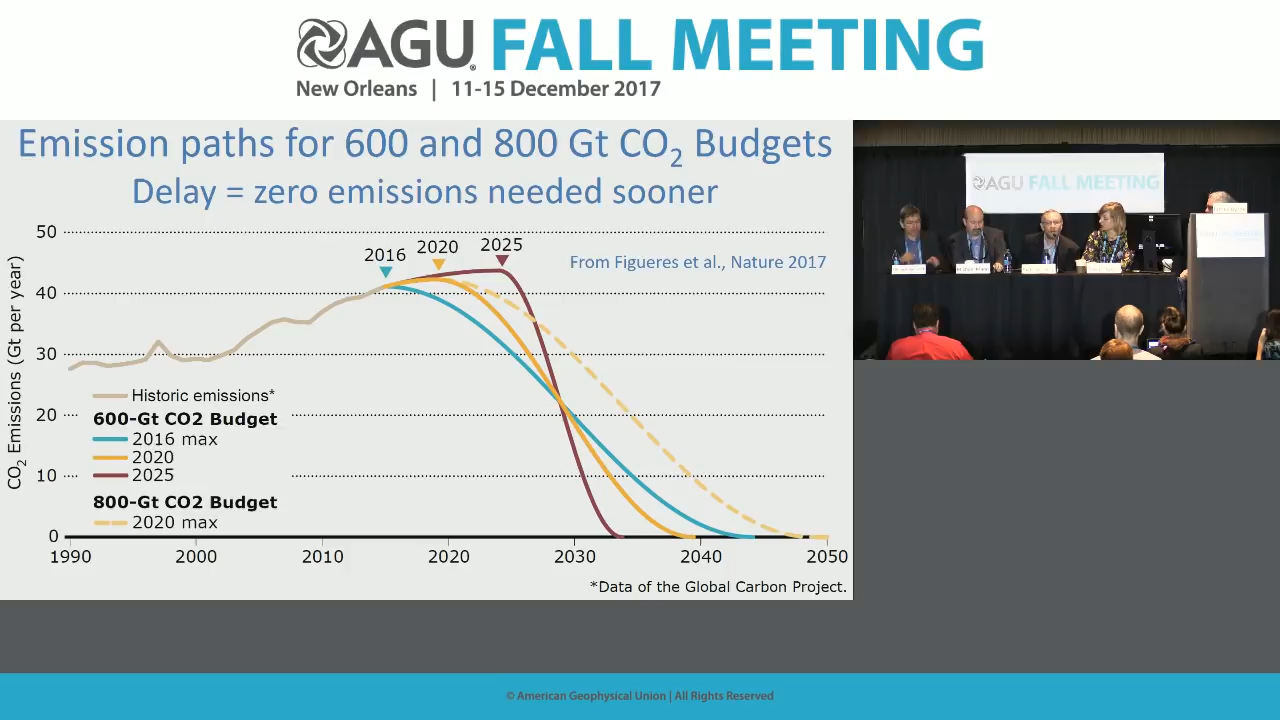 AGU FALL MEETING
New Orleans | 11-15 December 2017
Emission paths for 600 and 800 Gt CO2 Budgets
Delay = zero emissions needed sooner
From Figueres et al., Nature 2017
2016
2020
2025
CO2 Emissions (Gt per year)
50
40
30
20
10
0
Historic emissions*
600-Gt CO2 Budget
2016 max
2020
2025
800-Gt CO2 Budget
2020 max
1990
2000
2010
2020
2030
2040
2050
*Data of the Global Carbon Project.
AGU FALL MEETING
© American Geophysical Union | All Rights Reserved